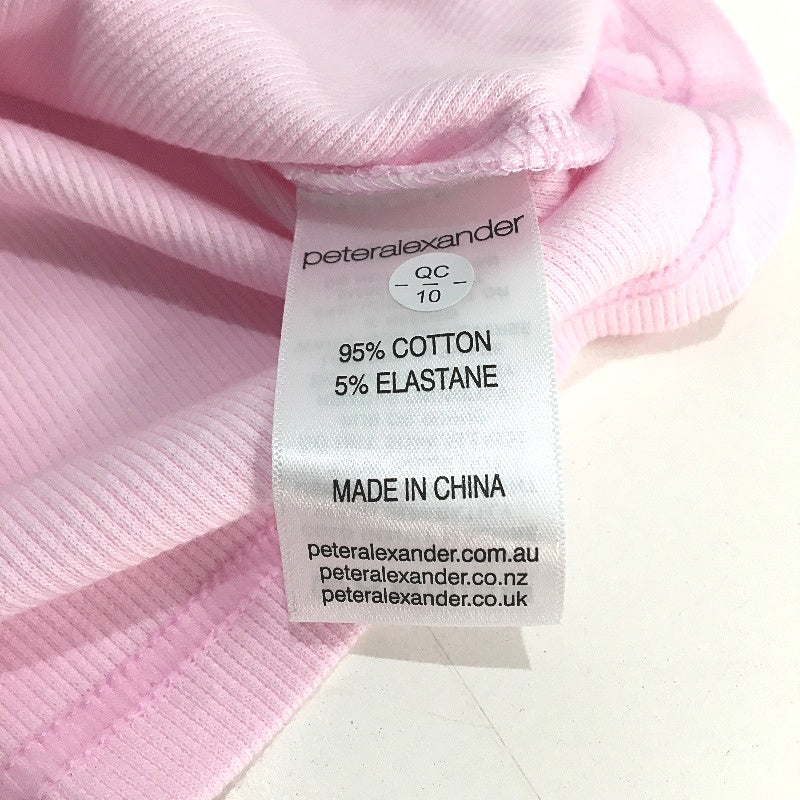 peteralexander
- QC -
10
95% COTTON
5% ELASTANE
MADE IN CHINA
peteralexander.com.au
peteralexander.co.nz
peteralexander.co.uk